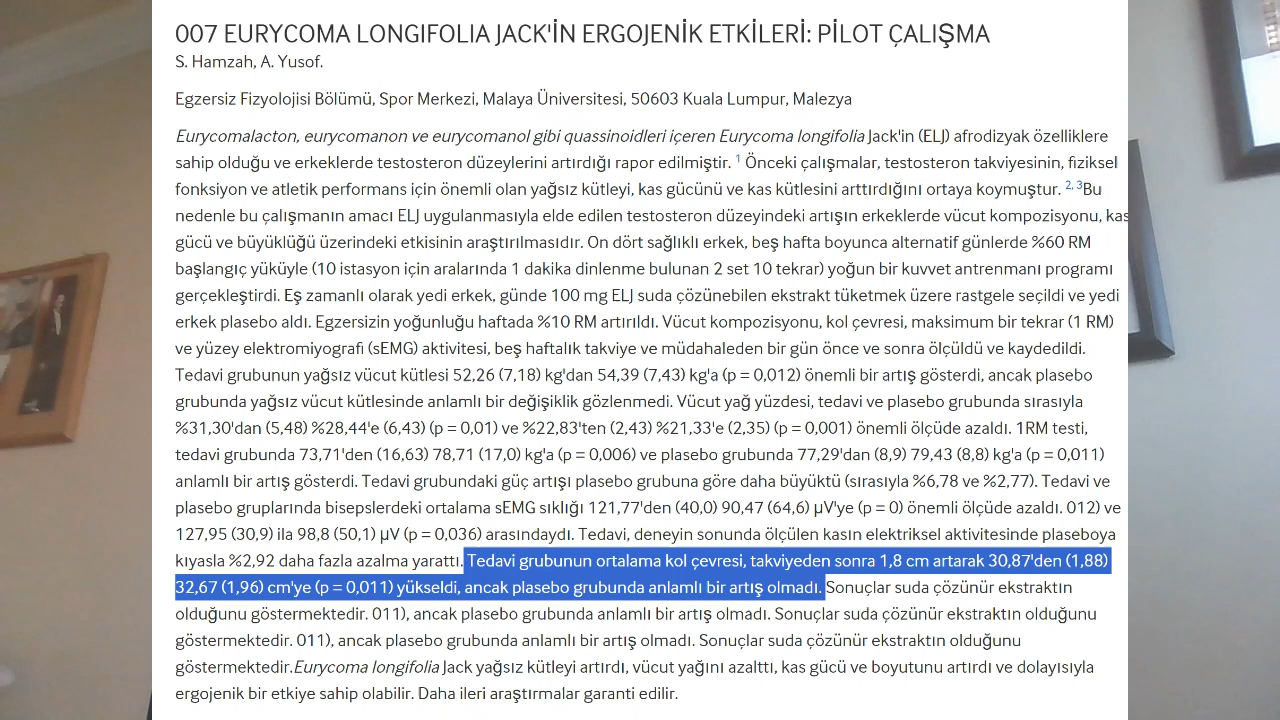 007 EURYCOMA LONGIFOLIA JACK'İN ERGOJENİK ETKİLERİ: PİLOT ÇALIŞMA
S. Hamzah, A. Yusof.
Egzersiz Fizyolojisi Bölümü, Spor Merkezi, Malaya Üniversitesi, 50603 Kuala Lumpur, Malezya
Eurycomalacton, eurycomanon ve eurycomanol gibi quassinoidleri içeren Eurycoma longifolia Jack'in (ELJ) afrodizyak özelliklere
sahip olduğu ve erkeklerde testosteron düzeylerini artırdığı rapor edilmiştir. 1 Önceki çalışmalar, testosteron takviyesinin, fiziksel
fonksiyon ve atletik performans için önemli olan yağsız kütleyi, kas gücünü ve kas kütlesini arttırdığını ortaya koymuştur. 2, 3Bu
nedenle bu çalışmanın amacı ELJ uygulanmasıyla elde edilen testosteron düzeyindeki artışın erkeklerde vücut kompozisyonu, kas
gücü ve büyüklüğü üzerindeki etkisinin araştırılmasıdır. On dört sağlıklı erkek, beş hafta boyunca alternatif günlerde %60 RM
başlangıç yüküyle (10 istasyon için aralarında 1 dakika dinlenme bulunan 2 set 10 tekrar) yoğun bir kuvvet antrenmanı programı
gerçekleştirdi. Eş zamanlı olarak yedi erkek, günde 100 mg ELJ suda çözünebilen ekstrakt tüketmek üzere rastgele seçildi ve yedi
erkek plasebo aldı. Egzersizin yoğunluğu haftada %10 RM artırıldı. Vücut kompozisyonu, kol çevresi, maksimum bir tekrar (1 RM)
ve yüzey elektromiyografi (sEMG) aktivitesi, beş haftalık takviye ve müdahaleden bir gün önce ve sonra ölçüldü ve kaydedildi.
Tedavi grubunun yağsız vücut kütlesi 52,26 (7,18) kg'dan 54,39 (7,43) kg'a (p = 0,012) önemli bir artış gösterdi, ancak plasebo
grubunda yağsız vücut kütlesinde anlamlı bir değişiklik gözlenmedi. Vücut yağ yüzdesi, tedavi ve plasebo grubunda sırasıyla
%31,30'dan (5,48) %28,44'e (6,43) (p = 0,01) ve %22,83'ten (2,43) %21,33'e (2,35) (p = 0,001) önemli ölçüde azaldı. 1RM testi,
tedavi grubunda 73,71'den (16,63) 78,71 (17,0) kg'a (p = 0,006) ve plasebo grubunda 77,29'dan (8,9) 79,43 (8,8) kg'a (p = 0,011)
anlamlı bir artış gösterdi. Tedavi grubundaki güç artışı plasebo grubuna göre daha büyüktü (sırasıyla %6,78 ve %2,77). Tedavi ve
plasebo gruplarında bisepslerdeki ortalama sEMG sıklığı 121,77'den (40,0) 90,47 (64,6) μV'ye (p = 0) önemli ölçüde azaldı. 012) ve
127,95 (30,9) ila 98,8 (50,1) μV (p = 0,036) arasındaydı. Tedavi, deneyin sonunda ölçülen kasın elektriksel aktivitesinde plaseboya
kıyasla %2,92 daha fazla azalma yarattı. Tedavi grubunun ortalama kol çevresi, takviyeden sonra 1,8 cm artarak 30,87'den (1,88)
32,67 (1,96) cm'ye (p = 0,011) yükseldi, ancak plasebo grubunda anlamlı bir artış olmadı. Sonuçlar suda çözünür ekstraktın
olduğunu göstermektedir. 011), ancak plasebo grubunda anlamlı bir artış olmadı. Sonuçlar suda çözünür ekstraktın olduğunu
göstermektedir. 011), ancak plasebo grubunda anlamlı bir artış olmadı. Sonuçlar suda çözünür ekstraktın olduğunu
göstermektedir.Eurycoma longifolia Jack yağsız kütleyi artırdı, vücut yağını azalttı, kas gücü ve boyutunu artırdı ve dolayısıyla
ergojenik bir etkiye sahip olabilir. Daha ileri araştırmalar garanti edilir.